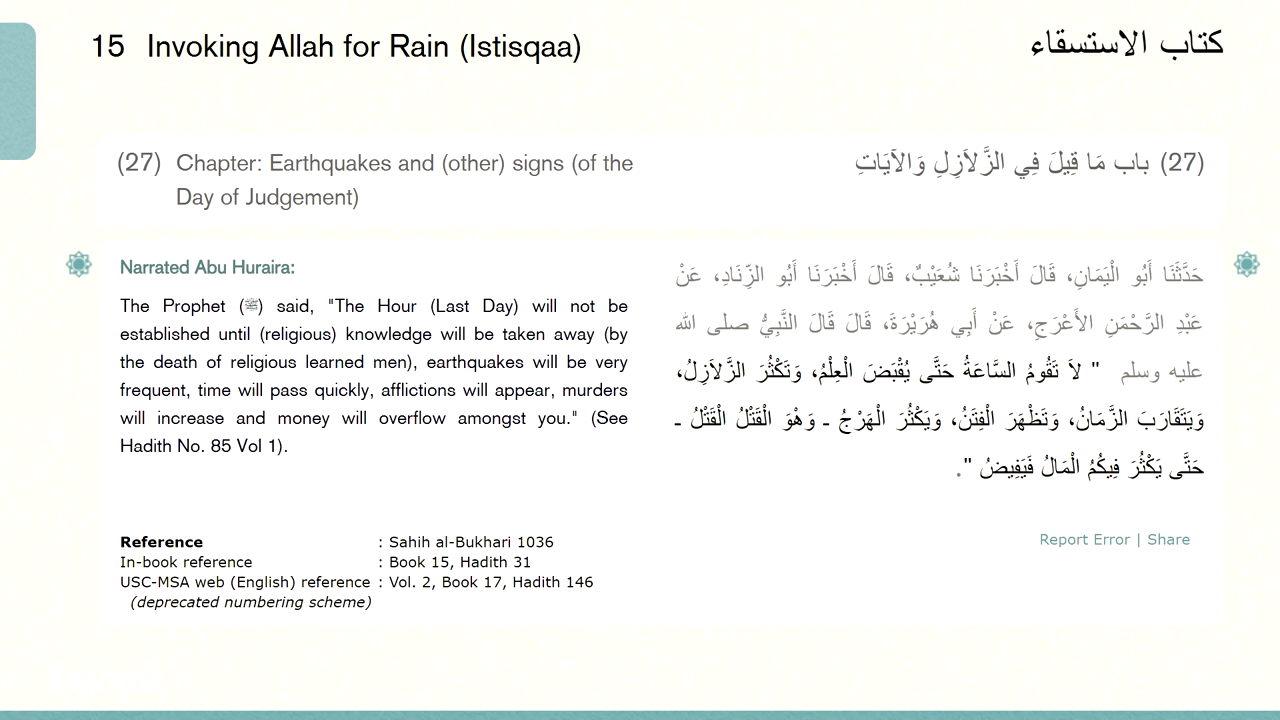 15 Invoking Allah for Rain (Istisqaa)
كتاب الاستسقاء
(27) Chapter: Earthquakes and (other) signs (of the
Day of Judgement)
(27) باب مَا قِيلَ فِي الزَّلاَزِلِ وَالآيَاتِ
Narrated Abu Huraira:
The Prophet (ﷺ) said, "The Hour (Last Day) will not be
established until (religious) knowledge will be taken away (by
the death of religious learned men), earthquakes will be very
frequent, time will pass quickly, afflictions will appear, murders
will increase and money will overflow amongst you." (See
Hadith No. 85 Vol 1).
حَدَّثَنَا أَبُو الْيَمَانِ، قَالَ أَخْبَرَنَا شُعَيْبٌ، قَالَ أَخْبَرَنَا أَبُو الزِّنَادِ، عَنْ
عَبْدِ الرَّحْمَنِ الأَعْرَجِ، عَنْ أَبِي هُرَيْرَةَ، قَالَ قَالَ النَّبِيُّ صلى الله
عليه وسلم " لاَ تَقُومُ السَّاعَةُ حَتَّى يُقْبَضَ الْعِلْمُ، وَتَكْثُرَ الزَّلاَزِلُ،
وَيَتَقَارَبَ الزَّمَانُ، وَتَظْهَرَ الْفِتَنُ، وَيَكْثُرَ الْهَرْجُ ـ وَهْوَ الْقَتْلُ الْقَتْلُ ـ
حَتَّى يَكْثُرَ فِيكُمُ الْمَالُ فَيَفِيضُ ".
Reference : Sahih al-Bukhari 1036
In-book reference : Book 15, Hadith 31
USC-MSA web (English) reference : Vol. 2, Book 17, Hadith 146
(deprecated numbering scheme)
Report Error | Share